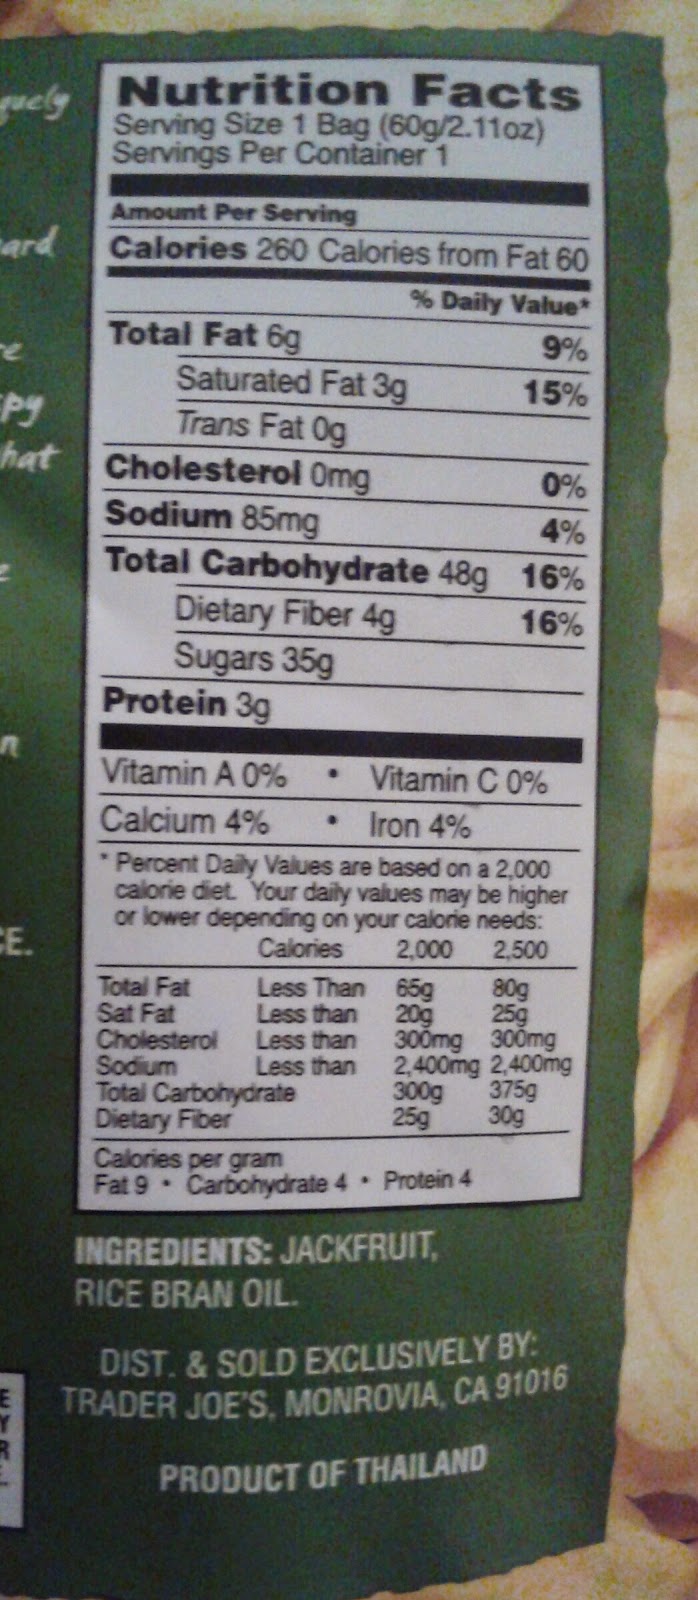 Nutrition Facts
Serving Size 1 Bag (60g/2.11oz)
Servings Per Container 1
Amount Per Serving
Calories 260 Calories from Fat 60
% Daily Value*
Total Fat 6g 9%
Saturated Fat 3g 15%
Trans Fat 0g
Cholesterol 0mg 0%
Sodium 85mg 4%
Total Carbohydrate 48g 16%
Dietary Fiber 4g 16%
Sugars 35g
Protein 3g
Vitamin A 0% • Vitamin C 0%
Calcium 4% • Iron 4%
* Percent Daily Values are based on a 2,000
calorie diet. Your daily values may be higher
or lower depending on your calorie needs:
Calories 2,000 2,500
Total Fat Less Than 65g 80g
Sat Fat Less than 20g 25g
Cholesterol Less than 300mg 300mg
Sodium Less than 2,400mg 2,400mg
Total Carbohydrate 300g 375g
Dietary Fiber 25g 30g
Calories per gram
Fat 9 • Carbohydrate 4 • Protein 4
INGREDIENTS: JACKFRUIT,
RICE BRAN OIL.
DIST. & SOLD EXCLUSIVELY BY:
TRADER JOE'S, MONROVIA, CA 91016
PRODUCT OF THAILAND